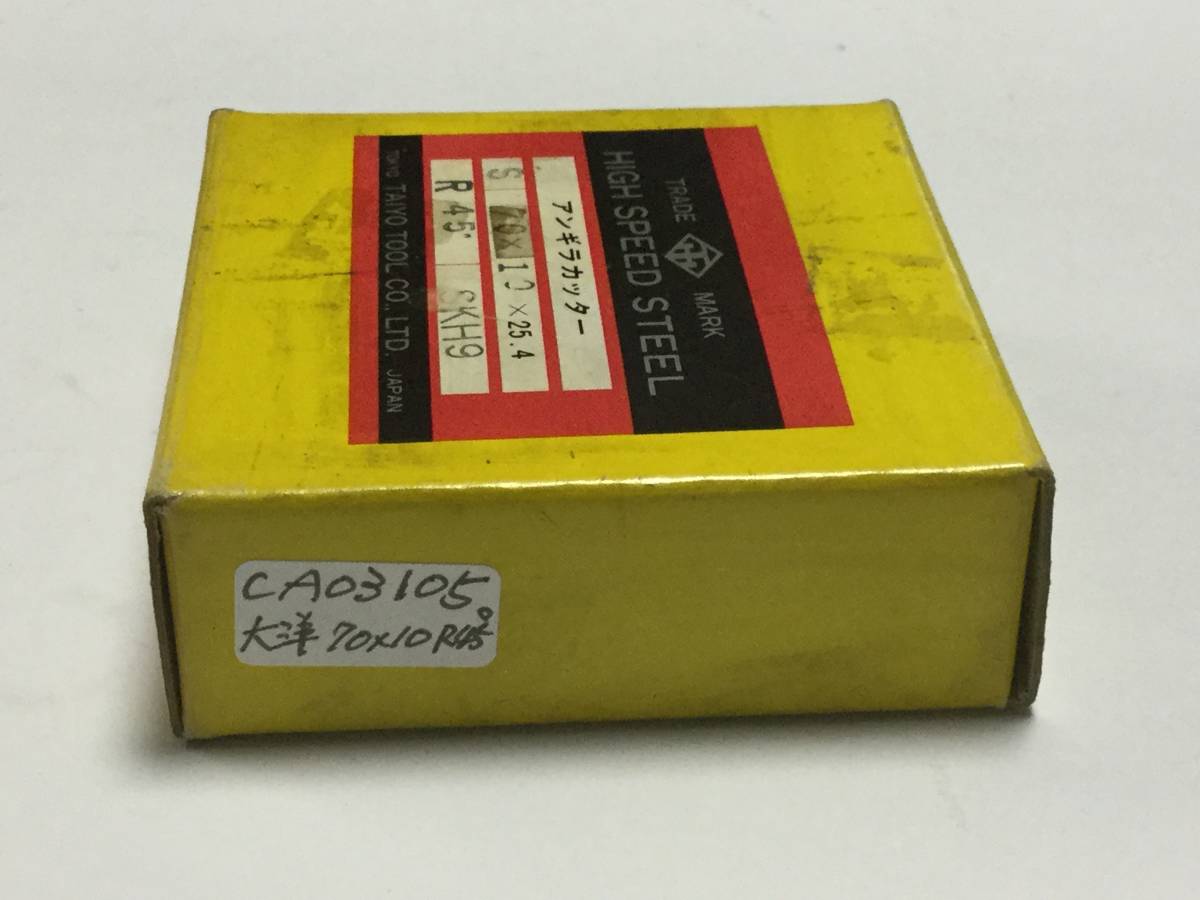 TRADE MARK
HIGH SPEED STEEL
アンギラカッター
S 70×10×25.4
R 45° SKH9
TOKYO TAIYO TOOL CO. LTD. JAPAN
CA03105
大洋 70×10 R45°